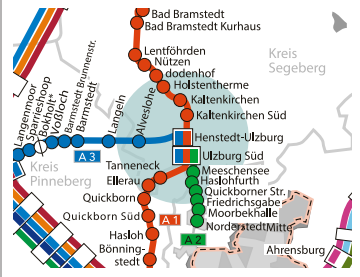 Bad Bramstedt
Bad Bramstedt Kurhaus
Lentföhrden
Nützen
dodenhof
Holstentherme
Kaltenkirchen
Kaltenkirchen Süd
Kreis
Segeberg
Langenmoor
Sparrieshoop
Bokholt*
Voßloch
Barmstedt Brunnenstr.
Barmstedt
Langeln
Alveslohe
Henstedt-Ulzburg
A 3
Ulzburg Süd
Kreis
Pinneberg
Tanneneck
Ellerau
Quickborn
Quickborn Süd
Hasloh
Bönning-
stedt
A 1
Meeschensee
Haslohfurth
Quickborner Str.
Friedrichsgabe
Moorbekhalle
NorderstedtMitte
A 2
Ahrensburg